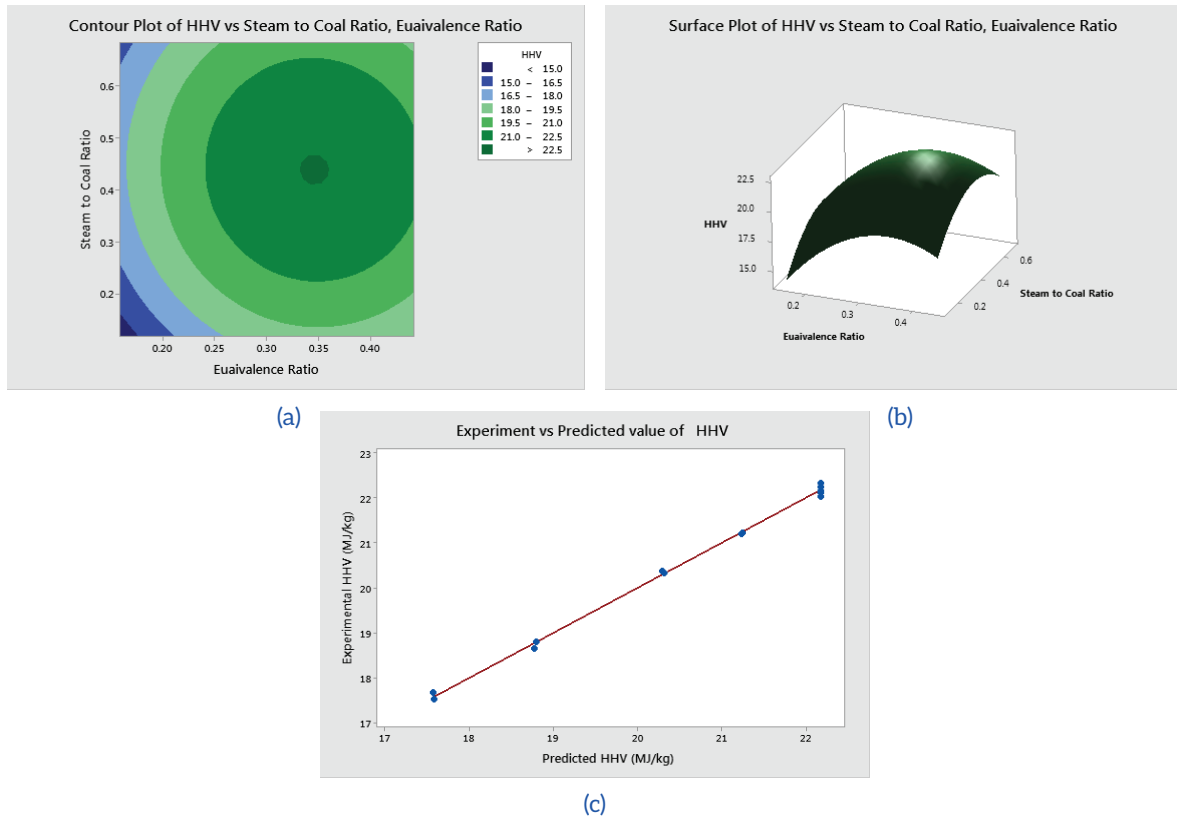 Contour Plot of HHV vs Steam to Coal Ratio, Euaivalence Ratio
HHV
< 15.0
15.0 – 16.5
16.5 – 18.0
18.0 – 19.5
19.5 – 21.0
21.0 – 22.5
> 22.5
Steam to Coal Ratio
0.6
0.5
0.4
0.3
0.2
0.20 0.25 0.30 0.35 0.40
Euaivalence Ratio
(a)
Surface Plot of HHV vs Steam to Coal Ratio, Euaivalence Ratio
HHV
22.5
20.0
17.5
15.0
0.2 0.3 0.4
Euaivalence Ratio
0.6
0.4
0.2
Steam to Coal Ratio
(b)
Experiment vs Predicted value of HHV
Experimental HHV (MJ/kg)
23
22
21
20
19
18
17
17 18 19 20 21 22
Predicted HHV (MJ/kg)
(c)